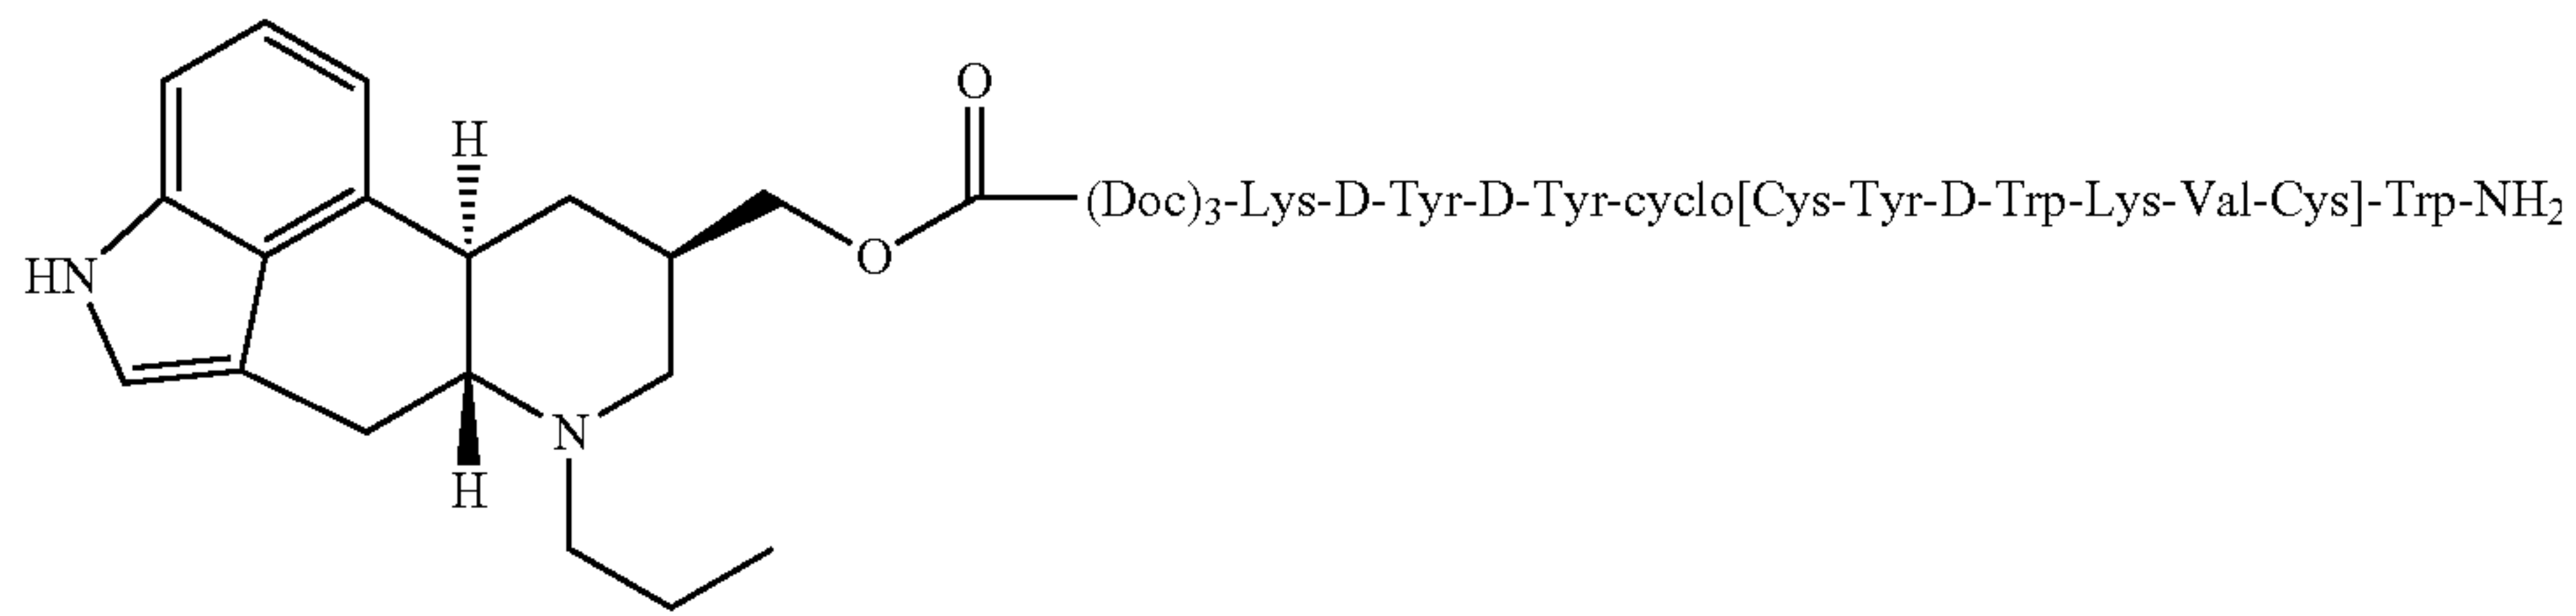 O
H
(Doc)3-Lys-D-Tyr-D-Tyr-cyclo[Cys-Tyr-D-Trp-Lys-Val-Cys]-Trp-NH2
O
HN
N
H